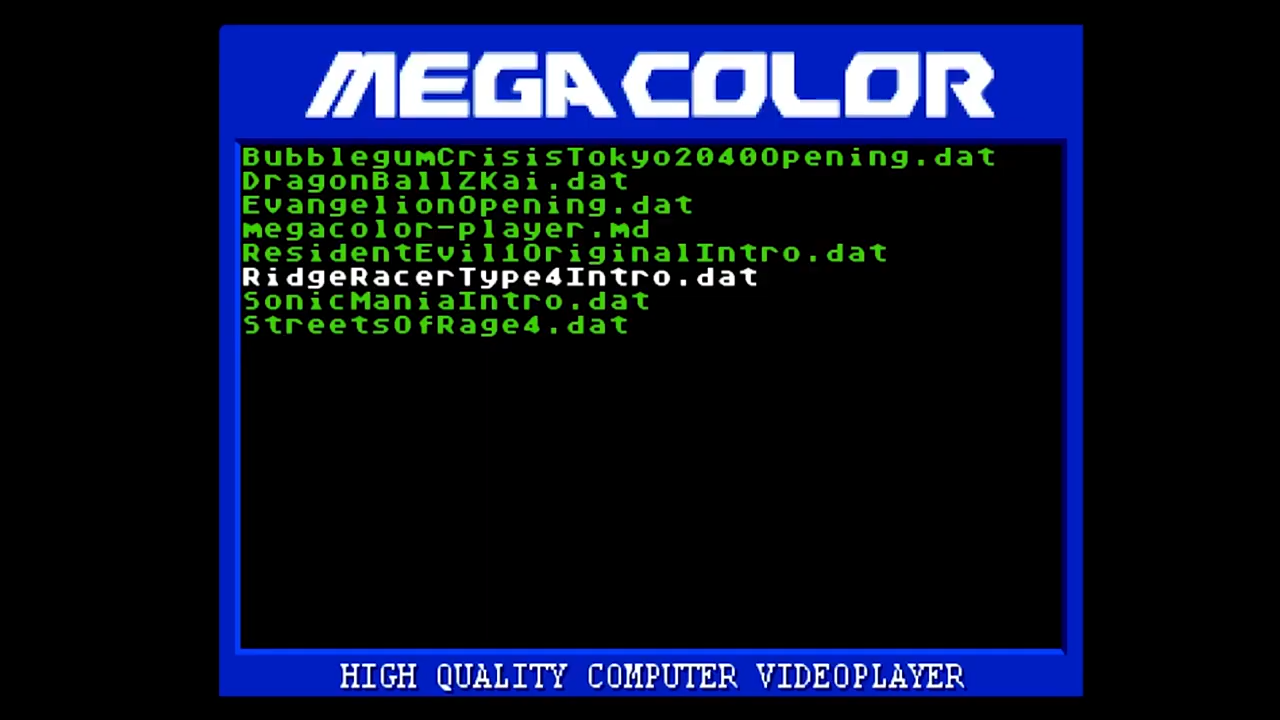 MEGACOLOR
BubblegumCrisisTokyo2040Opening.dat
DragonBallZKai.dat
EvangelionOpening.dat
megacolor-player.md
ResidentEvil1OriginalIntro.dat
RidgeRacerType4Intro.dat
SonicManiaIntro.dat
StreetsOfRage4.dat
HIGH QUALITY COMPUTER VIDEOPLAYER